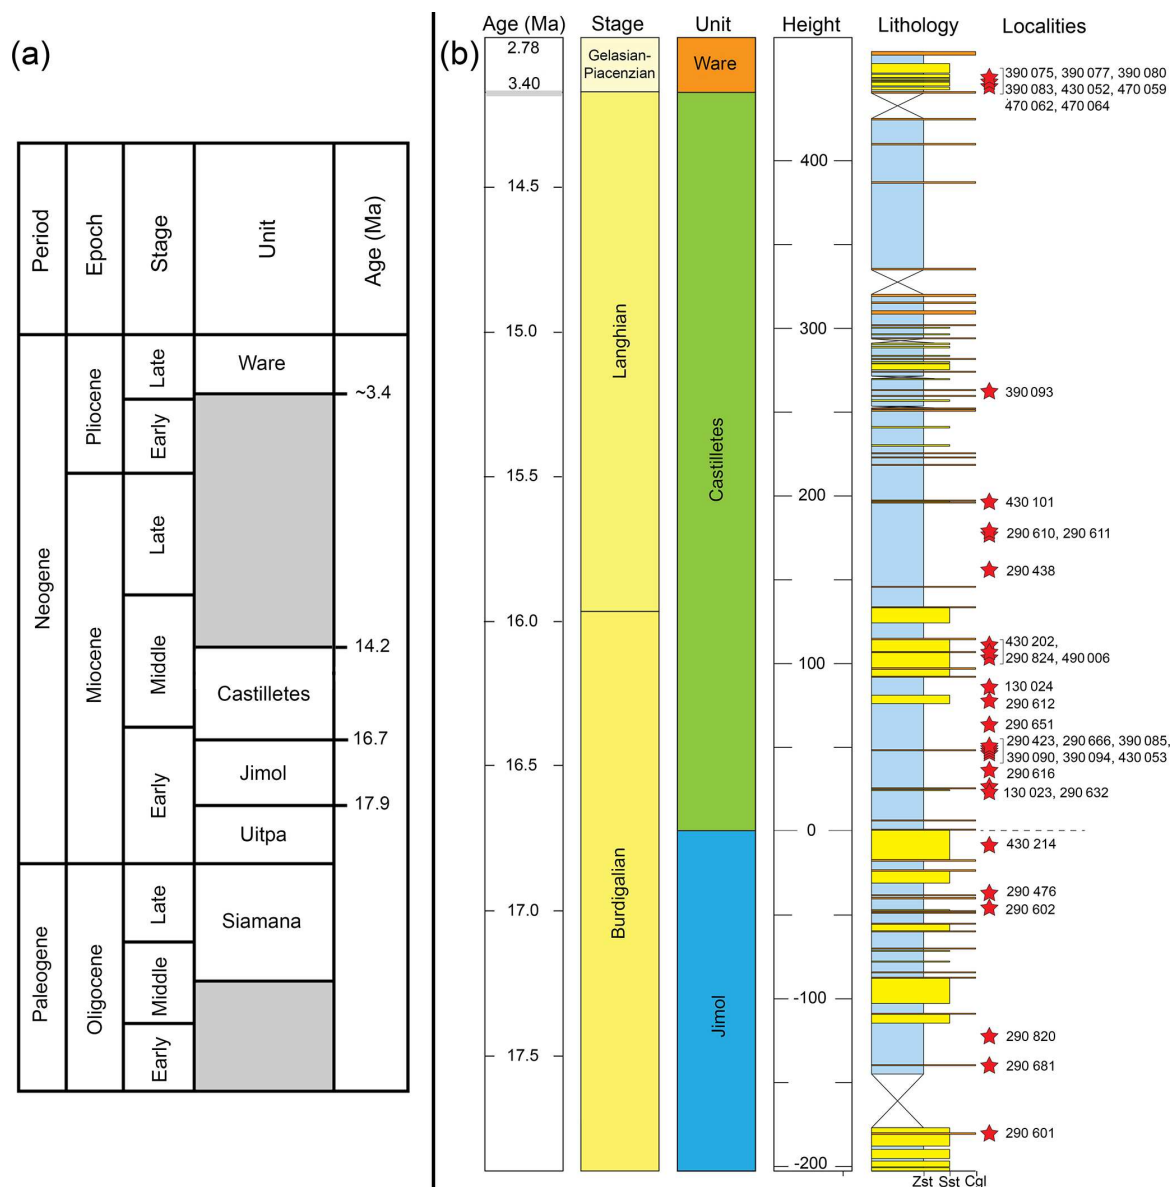 (a)
Period
Epoch
Stage
Unit
Age (Ma)
Neogene
Paleogene
Pliocene
Miocene
Oligocene
Late
Early
Late
Middle
Early
Late
Middle
Early
Ware
Castilletes
Jimol
Uitpa
Siamana
~3.4
14.2
16.7
17.9
(b)
Age (Ma)
Stage
Unit
Height
Lithology
Localities
2.78
3.40
14.5
15.0
15.5
16.0
16.5
17.0
17.5
Gelasian-
Piacenzian
Langhian
Burdigalian
Ware
Castilletes
Jimol
400
300
200
100
0
-100
-200
Zst Sst Cgl
390 075, 390 077, 390 080
390 083, 430 052, 470 059
470 062, 470 064
390 093
430 101
290 610, 290 611
290 438
430 202,
290 824, 490 006
130 024
290 612
290 651
290 423, 290 666, 390 085,
390 090, 390 094, 430 053
290 616
130 023, 290 632
430 214
290 476
290 602
290 820
290 681
290 601